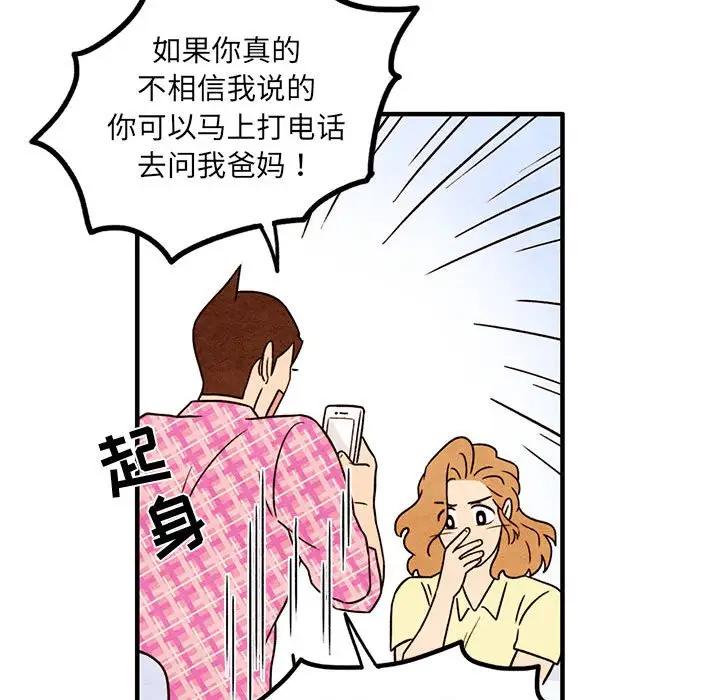 如果你真的
不相信我说的
你可以马上打电话
去问我爸妈！
起身